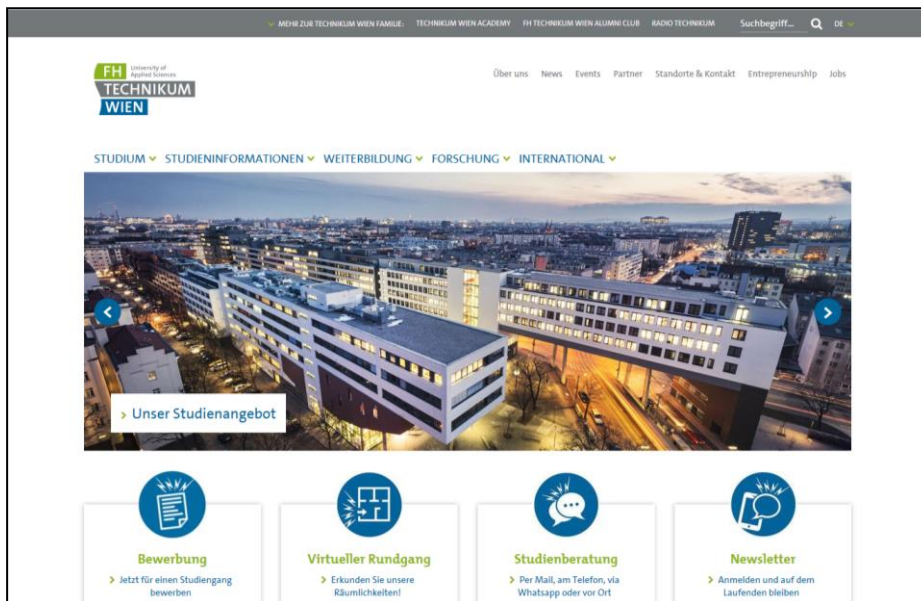 MEHR ZUR TECHNIKUM WIEN FAMILIE: TECHNIKUM WIEN ACADEMY FH TECHNIKUM WIEN ALUMNI CLUB RADIO TECHNIKUM Suchbegriff... DE
FH University of
Applied Sciences
TECHNIKUM
WIEN
Über uns News Events Partner Standorte & Kontakt Entrepreneurship Jobs
STUDIUM STUDIENINFORMATIONEN WEITERBILDUNG FORSCHUNG INTERNATIONAL
Unser Studienangebot
Bewerbung
Jetzt für einen Studiengang
bewerben
Virtueller Rundgang
Erkunden Sie unsere
Räumlichkeiten!
Studienberatung
Per Mail, am Telefon, via
Whatsapp oder vor Ort
Newsletter
Anmelden und auf dem
Laufenden bleiben